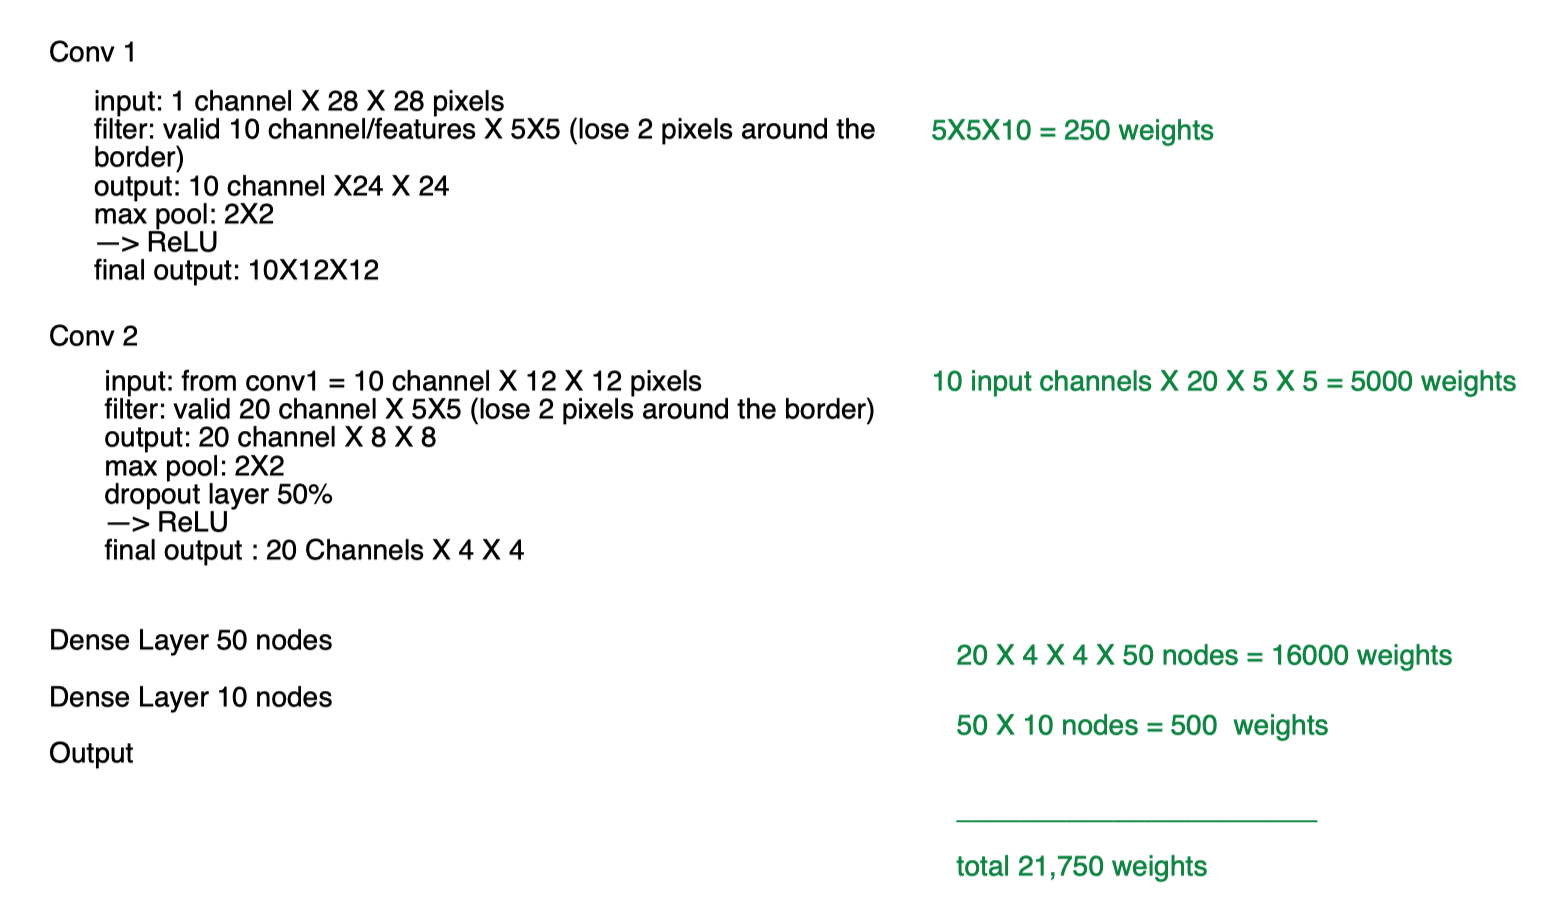 Conv 1
input: 1 channel X 28 X 28 pixels
filter: valid 10 channel/features X 5X5 (lose 2 pixels around the
border)
5X5X10 = 250 weights
output: 10 channel X24 X 24
max pool: 2X2
—> ReLU
final output: 10X12X12
Conv 2
input: from conv1 = 10 channel X 12 X 12 pixels
10 input channels X 20 X 5 X 5 = 5000 weights
filter: valid 20 channel X 5X5 (lose 2 pixels around the border)
output: 20 channel X 8 X 8
max pool: 2X2
dropout layer 50%
—> ReLU
final output : 20 Channels X 4 X 4
Dense Layer 50 nodes
20 X 4 X 4 X 50 nodes = 16000 weights
Dense Layer 10 nodes
50 X 10 nodes = 500  weights
Output
total 21,750 weights